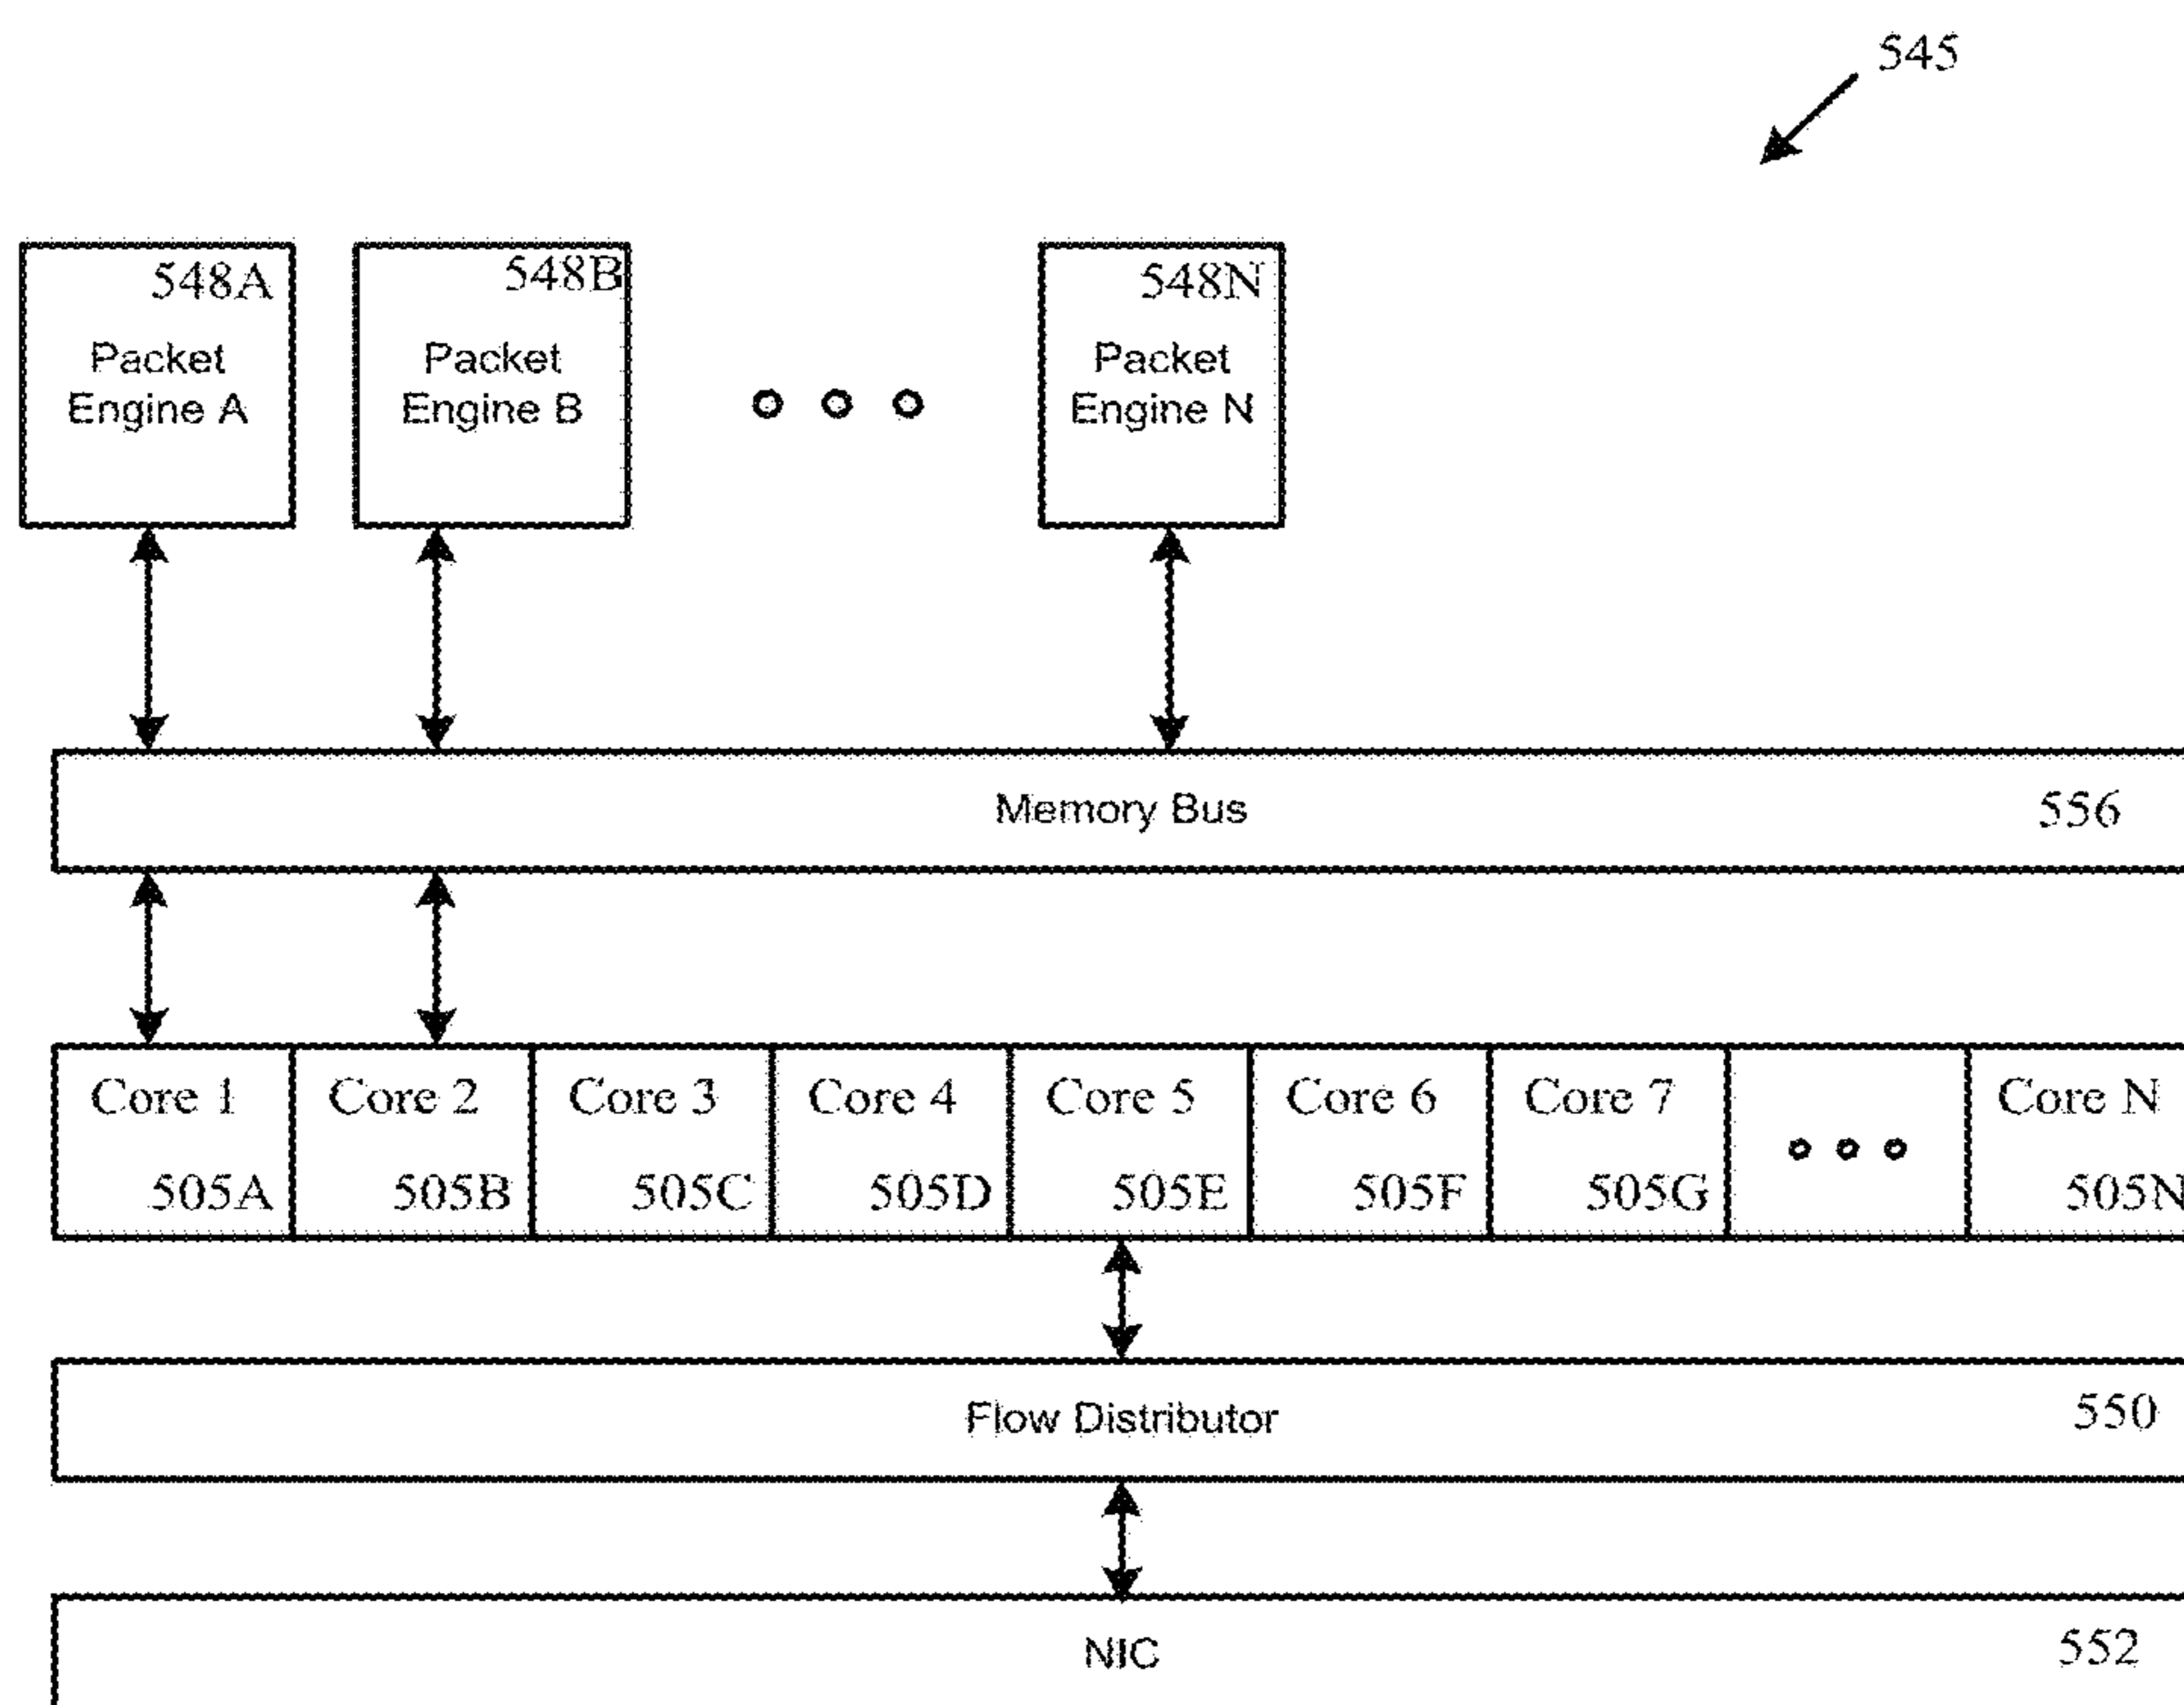 545
548A
Packet
Engine A
548B
Packet
Engine B
548N
Packet
Engine N
Memory Bus 556
Core 1 Core 2 Core 3 Core 4 Core 5 Core 6 Core 7 Core N
505A 505B 505C 505D 505E 505F 505G 505N
Flow Distributor 550
NIC 552